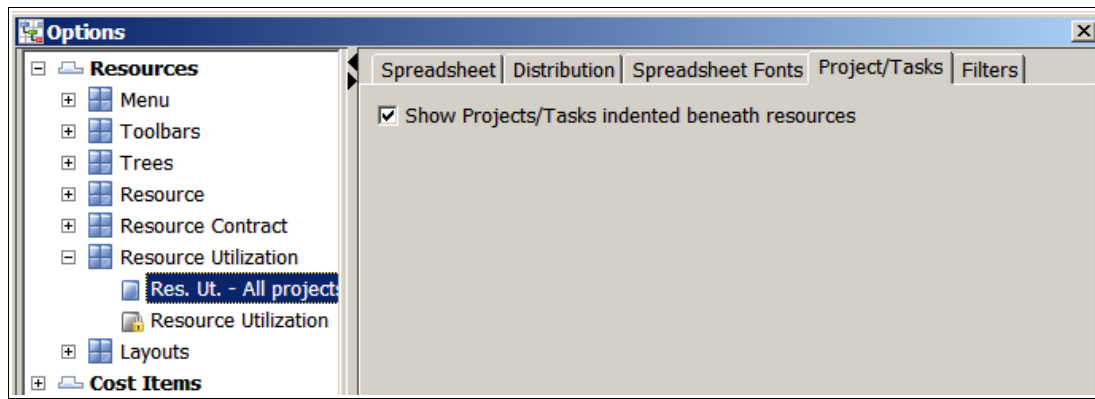 Options
Resources
Menu
Toolbars
Trees
Resource
Resource Contract
Resource Utilization
Res. Ut. - All projects
Resource Utilization
Layouts
Cost Items
Spreadsheet Distribution Spreadsheet Fonts Project/Tasks Filters
Show Projects/Tasks indented beneath resources